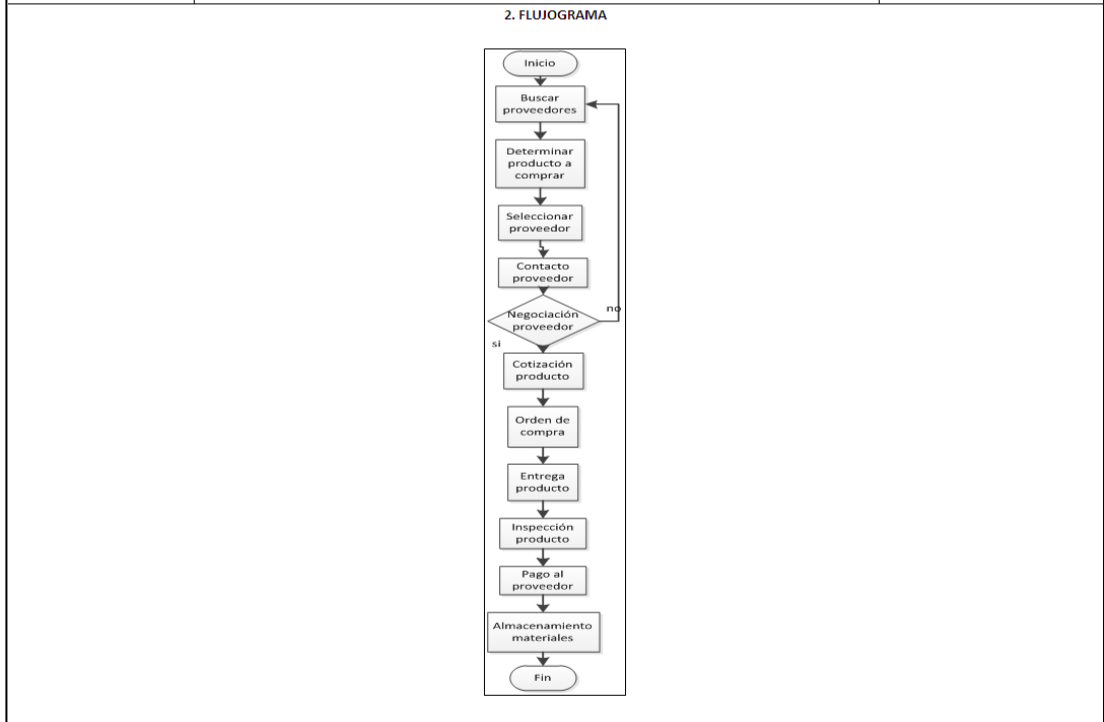 2. FLUJOGRAMA
Inicio
Buscar
proveedores
Determinar
producto a
comprar
Seleccionar
proveedor
Contacto
proveedor
no
Negociación
proveedor
si
Cotización
producto
Orden de
compra
Entrega
producto
Inspección
producto
Pago al
proveedor
Almacenamiento
materiales
Fin